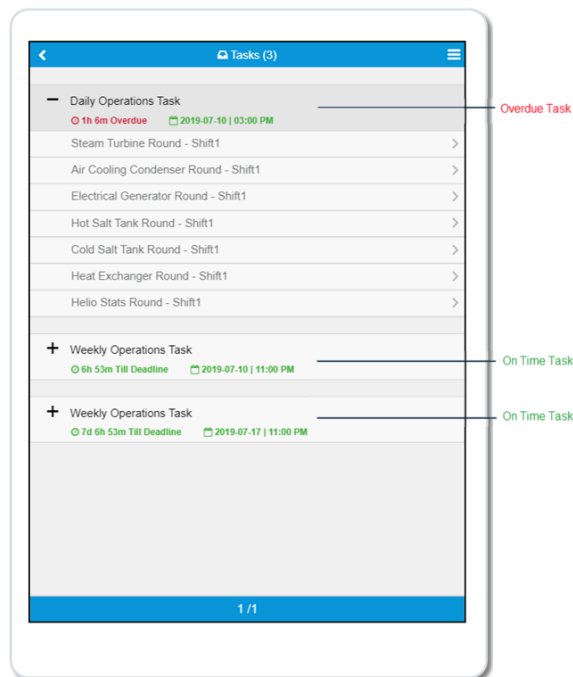 Tasks (3)
Daily Operations Task
1h 6m Overdue 2019-07-10 | 03:00 PM
Overdue Task
Steam Turbine Round - Shift1
Air Cooling Condenser Round - Shift1
Electrical Generator Round - Shift1
Hot Salt Tank Round - Shift1
Cold Salt Tank Round - Shift1
Heat Exchanger Round - Shift1
Helio Stats Round - Shift1
Weekly Operations Task
6h 53m Till Deadline 2019-07-10 | 11:00 PM
On Time Task
Weekly Operations Task
7d 6h 53m Till Deadline 2019-07-17 | 11:00 PM
On Time Task
1 /1